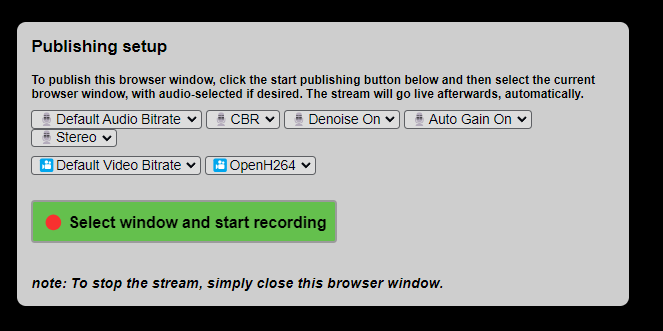 Publishing setup
To publish this browser window, click the start publishing button below and then select the current
browser window, with audio-selected if desired. The stream will go live afterwards, automatically.
Default Audio Bitrate CBR Denoise On Auto Gain On
Stereo
Default Video Bitrate OpenH264
Select window and start recording
note: To stop the stream, simply close this browser window.